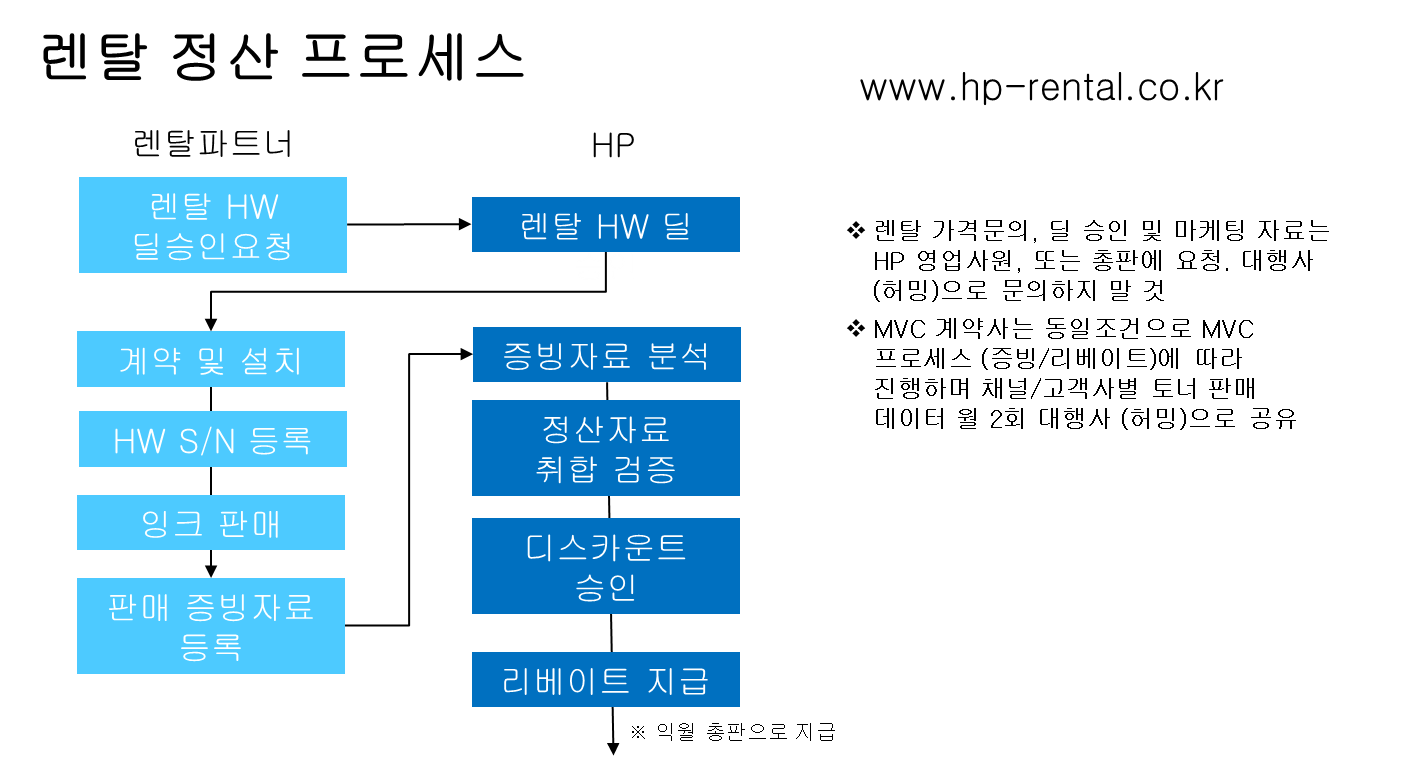 렌탈 정산 프로세스
www.hp-rental.co.kr
렌탈파트너
HP
렌탈 HW
딜승인요청
렌탈 HW 딜
계약 및 설치
HW S/N 등록
잉크 판매
판매 증빙자료
등록
증빙자료 분석
정산자료
취합 검증
디스카운트
승인
리베이트 지급
※ 익월 총판으로 지급
❖ 렌탈 가격문의, 딜 승인 및 마케팅 자료는
HP 영업사원, 또는 총판에 요청. 대행사
(허밍)으로 문의하지 말 것
❖ MVC 계약사는 동일조건으로 MVC
프로세스 (증빙/리베이트)에 따라
진행하며 채널/고객사별 토너 판매
데이터 월 2회 대행사 (허밍)으로 공유